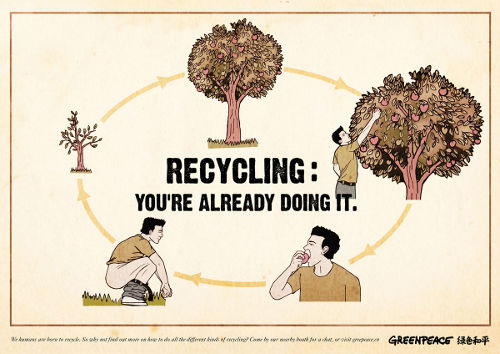 RECYCLING:
YOU'RE ALREADY DOING IT.
We humans are born to recycle. So why not find out more on how to do all the different kinds of recycling? Come by our nearby booth for a chat, or visit greepeace.cn
GREENPEACE 绿色和平